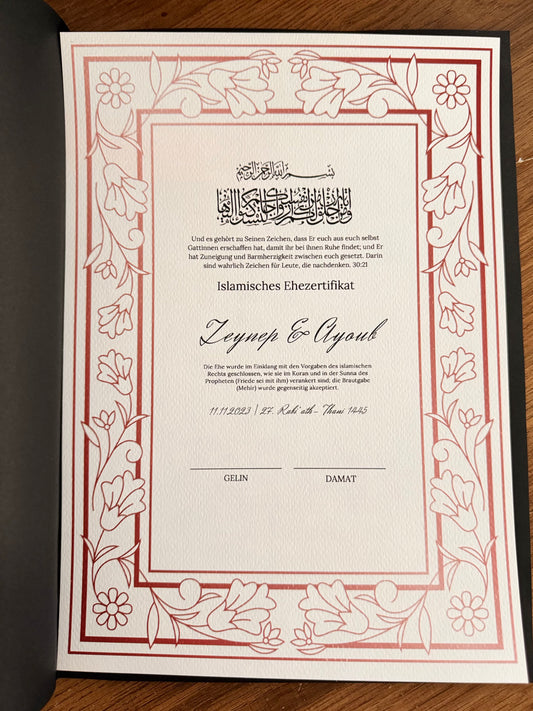 بسم الله الرحمن الرحيم
Und es gehört zu Seinen Zeichen, dass Er euch aus euch selbst
Gattinnen erschaffen hat, damit ihr bei ihnen Ruhe findet; und Er
hat Zuneigung und Barmherzigkeit zwischen euch gesetzt. Darin
sind wahrlich Zeichen für Leute, die nachdenken. 30:21
Islamisches Ehezertifikat
Zeynep & Ayoub
Die Ehe wurde im Einklang mit den Vorgaben des islamischen
Rechts geschlossen, wie sie im Koran und in der Sunna des
Propheten (Friede sei mit ihm) verankert sind; die Brautgabe
(Mehir) wurde gegenseitig akzeptiert.
11.11.2023 | 27. Rabi' ath- Thani 1445
GELIN DAMAT